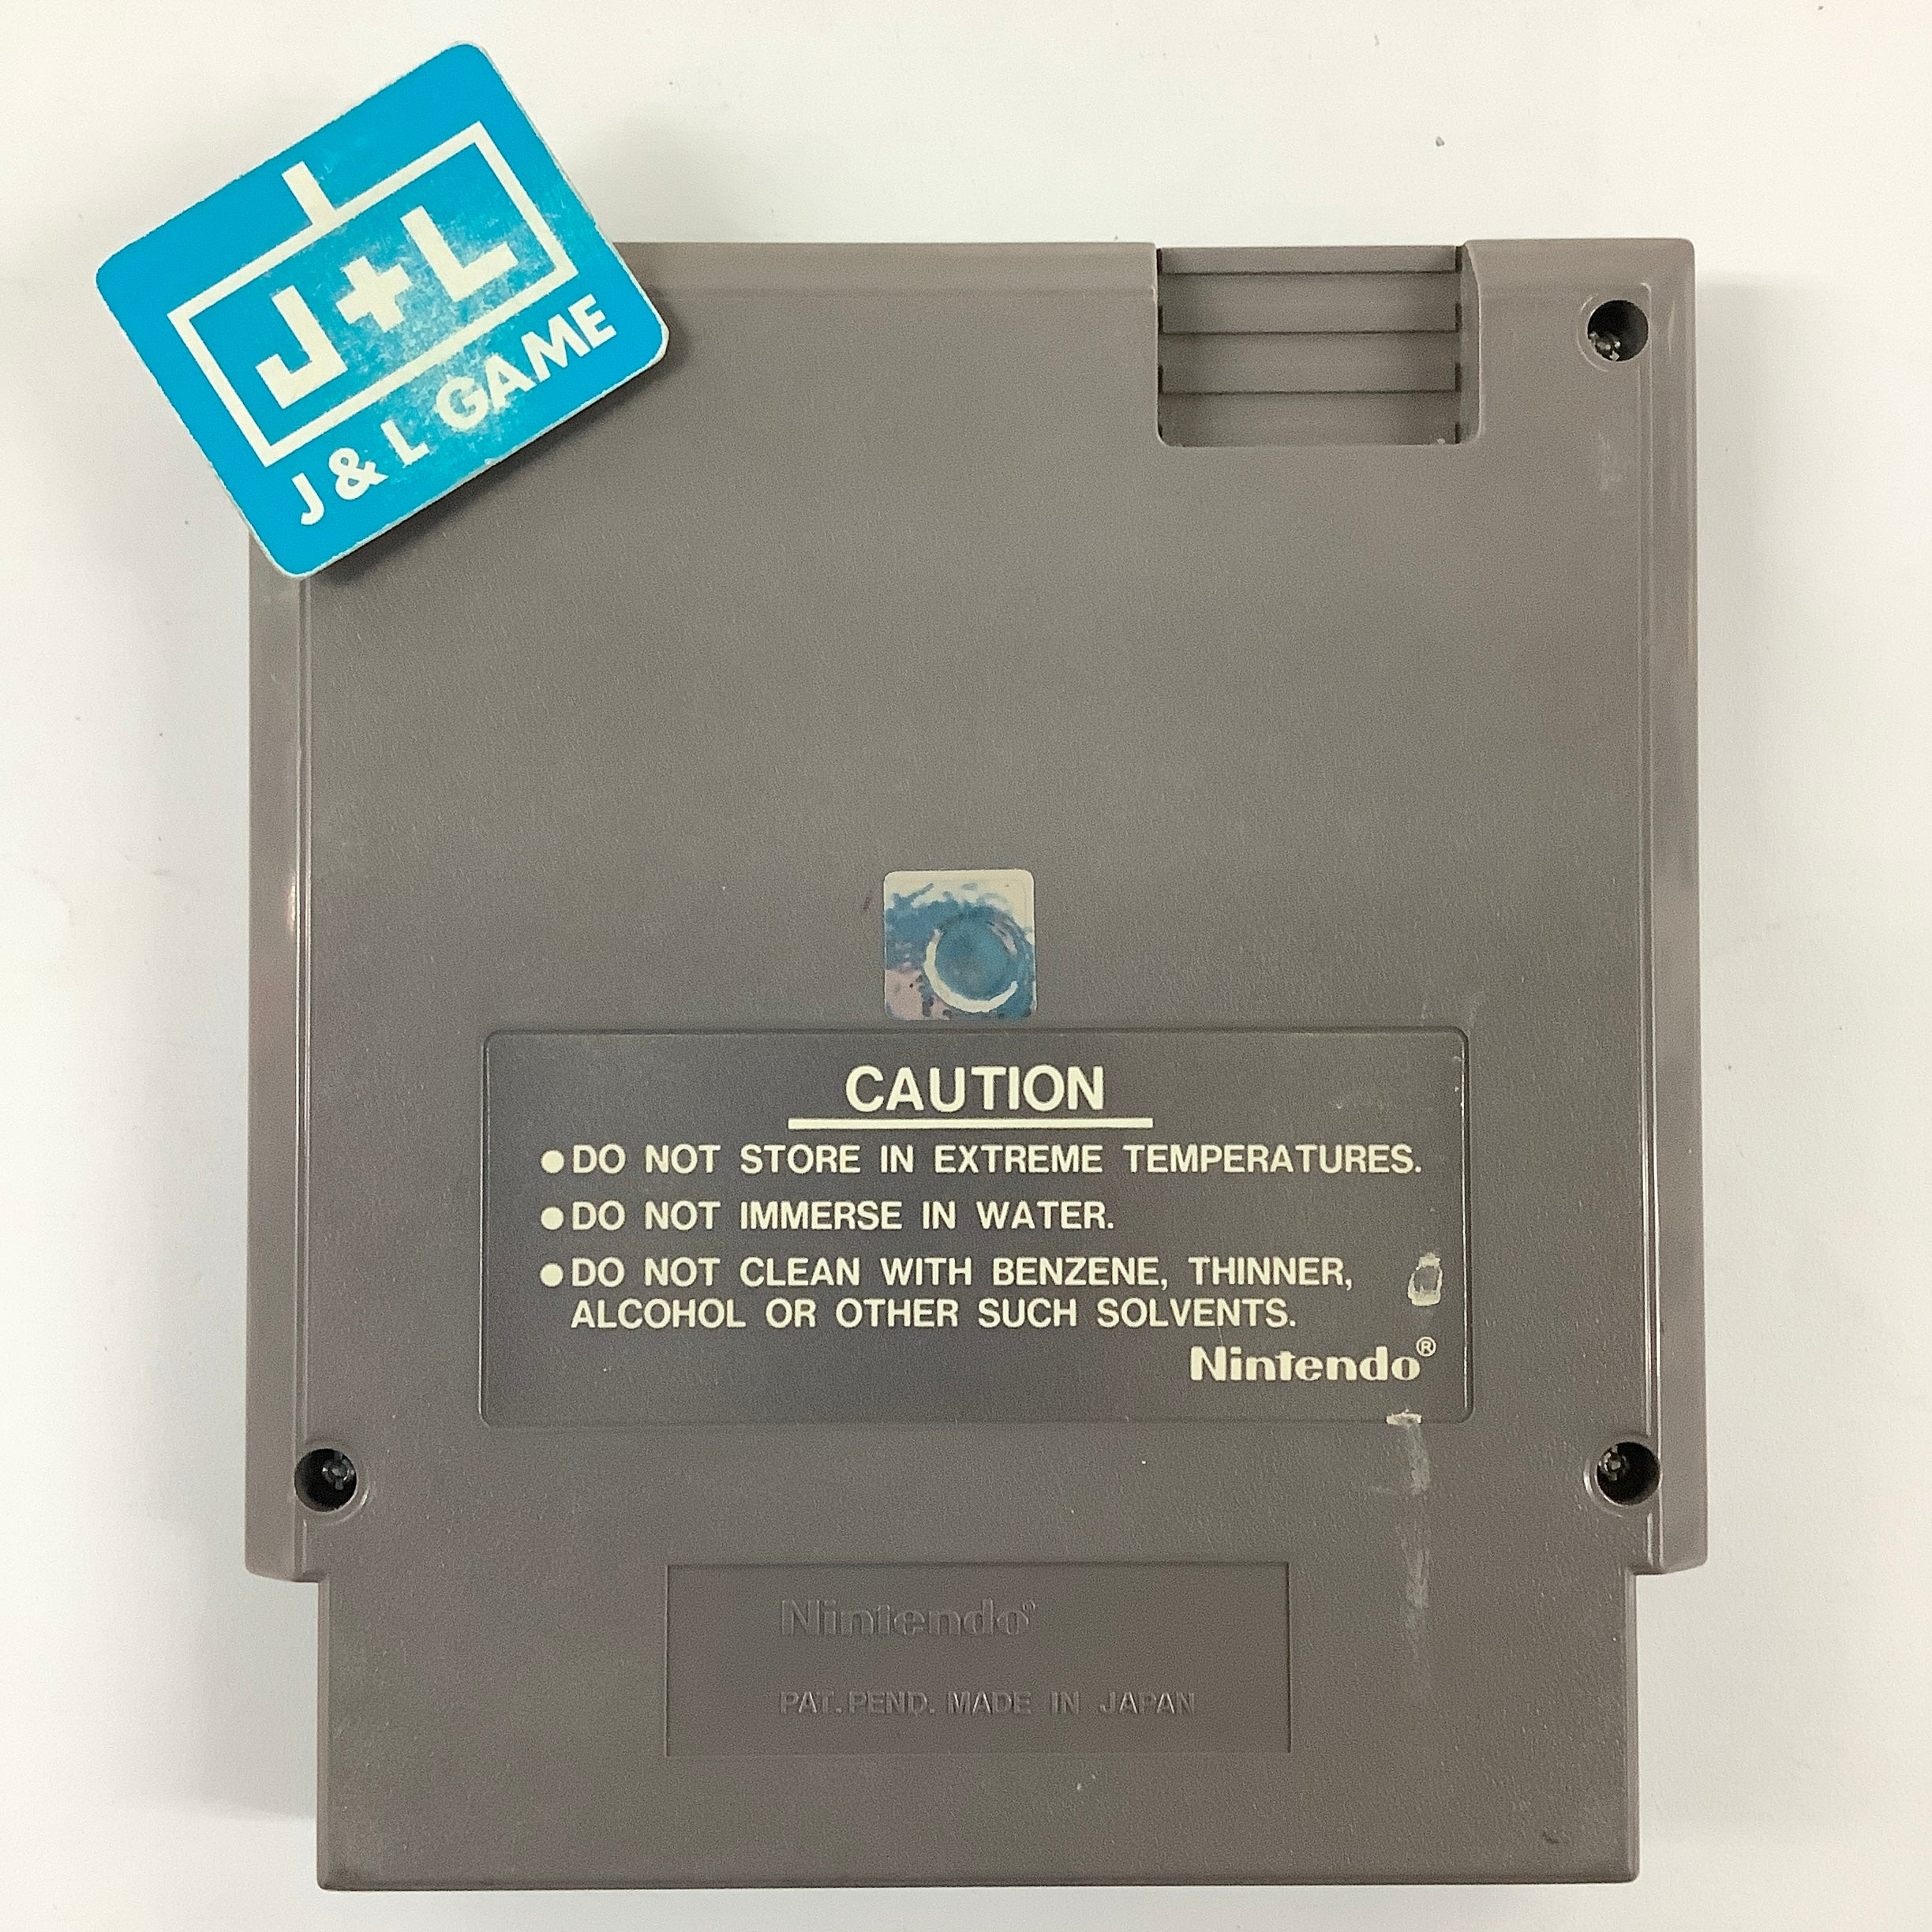 J+L
J & L GAME
CAUTION
●DO NOT STORE IN EXTREME TEMPERATURES.
●DO NOT IMMERSE IN WATER.
●DO NOT CLEAN WITH BENZENE, THINNER,
ALCOHOL OR OTHER SUCH SOLVENTS.
Nintendo®
Nintendo®
PAT. PEND. MADE IN JAPAN